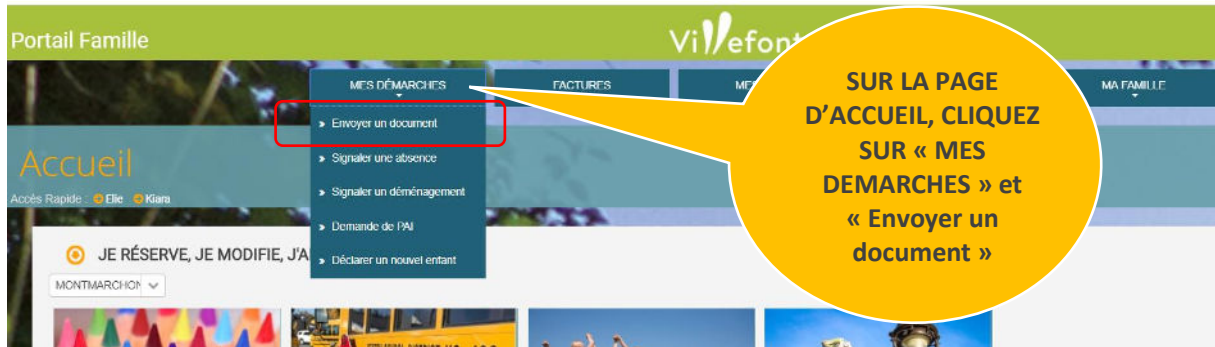 Portail Famille
Villefont
MES DÉMARCHES
FACTURES
MES
MA FAMILLE
» Envoyer un document
» Signaler une absence
» Signaler un déménagement
» Demande de PAI
» Déclarer un nouvel enfant
Accueil
Accès Rapide : Elie Kiara
JE RÉSERVE, JE MODIFIE, J'A
MONTMARCHON
SUR LA PAGE
D'ACCUEIL, CLIQUEZ
SUR « MES
DEMARCHES » et
« Envoyer un
document »